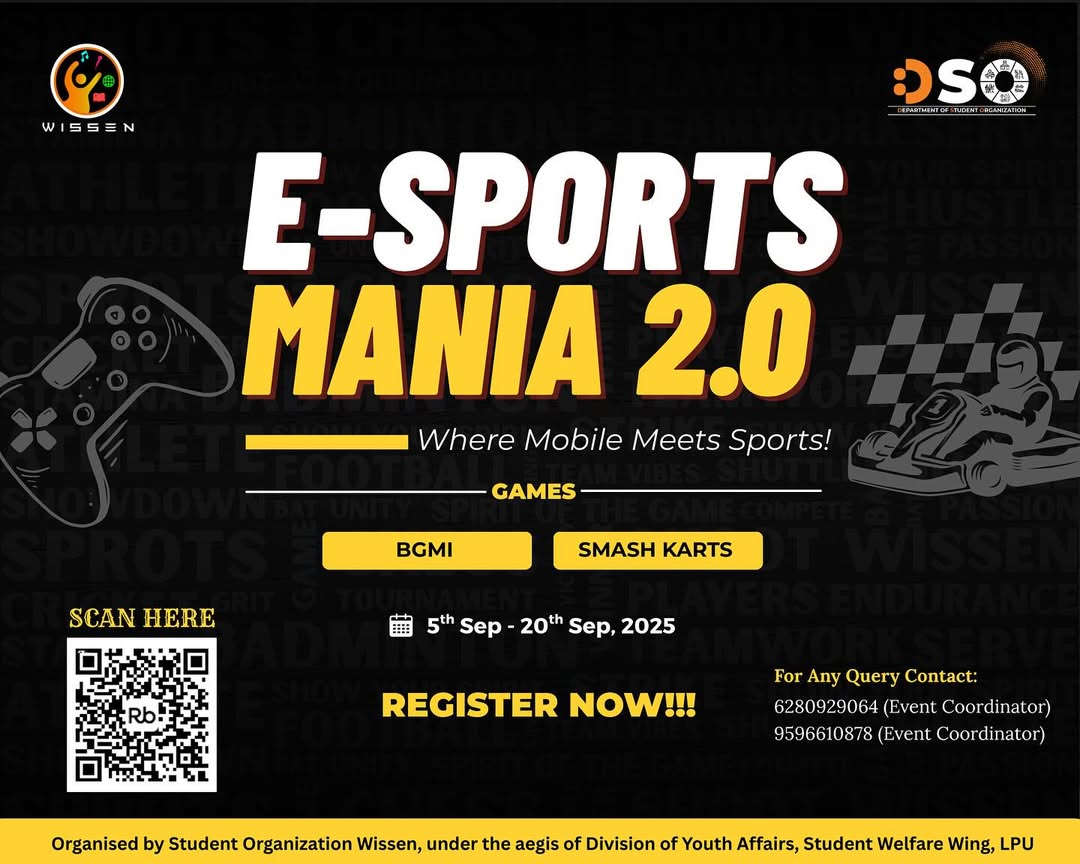 WISSEN
DSO
DEPARTMENT OF STUDENT ORGANIZATION
E-SPORTS
MANIA 2.0
Where Mobile Meets Sports!
GAMES
BGMI
SMASH KARTS
SCAN HERE
Rb
5th Sep - 20th Sep, 2025
REGISTER NOW!!!
For Any Query Contact:
6280929064 (Event Coordinator)
9596610878 (Event Coordinator)
Organised by Student Organization Wissen, under the aegis of Division of Youth Affairs, Student Welfare Wing, LPU